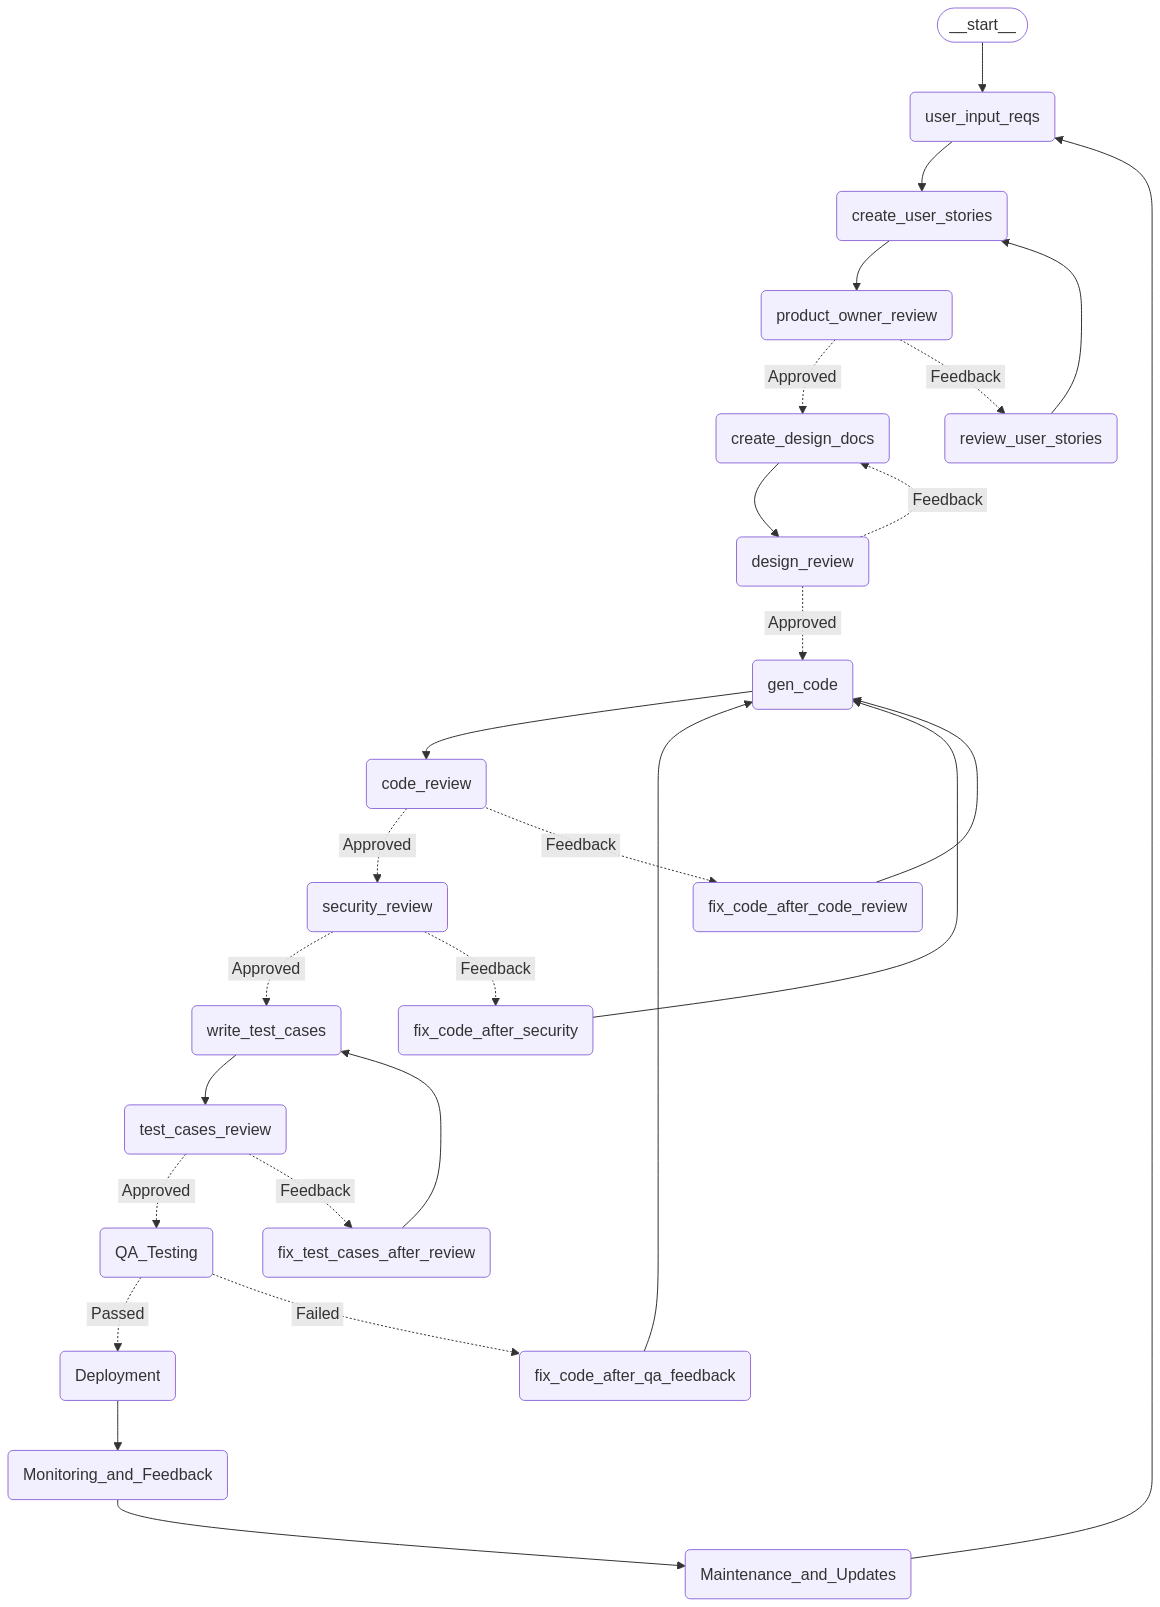 __start__
user_input_reqs
create_user_stories
product_owner_review
Approved
Feedback
create_design_docs
review_user_stories
Feedback
design_review
Approved
gen_code
code_review
Approved
Feedback
security_review
fix_code_after_code_review
Approved
Feedback
write_test_cases
fix_code_after_security
test_cases_review
Approved
Feedback
QA_Testing
fix_test_cases_after_review
Passed
Failed
Deployment
fix_code_after_qa_feedback
Monitoring_and_Feedback
Maintenance_and_Updates